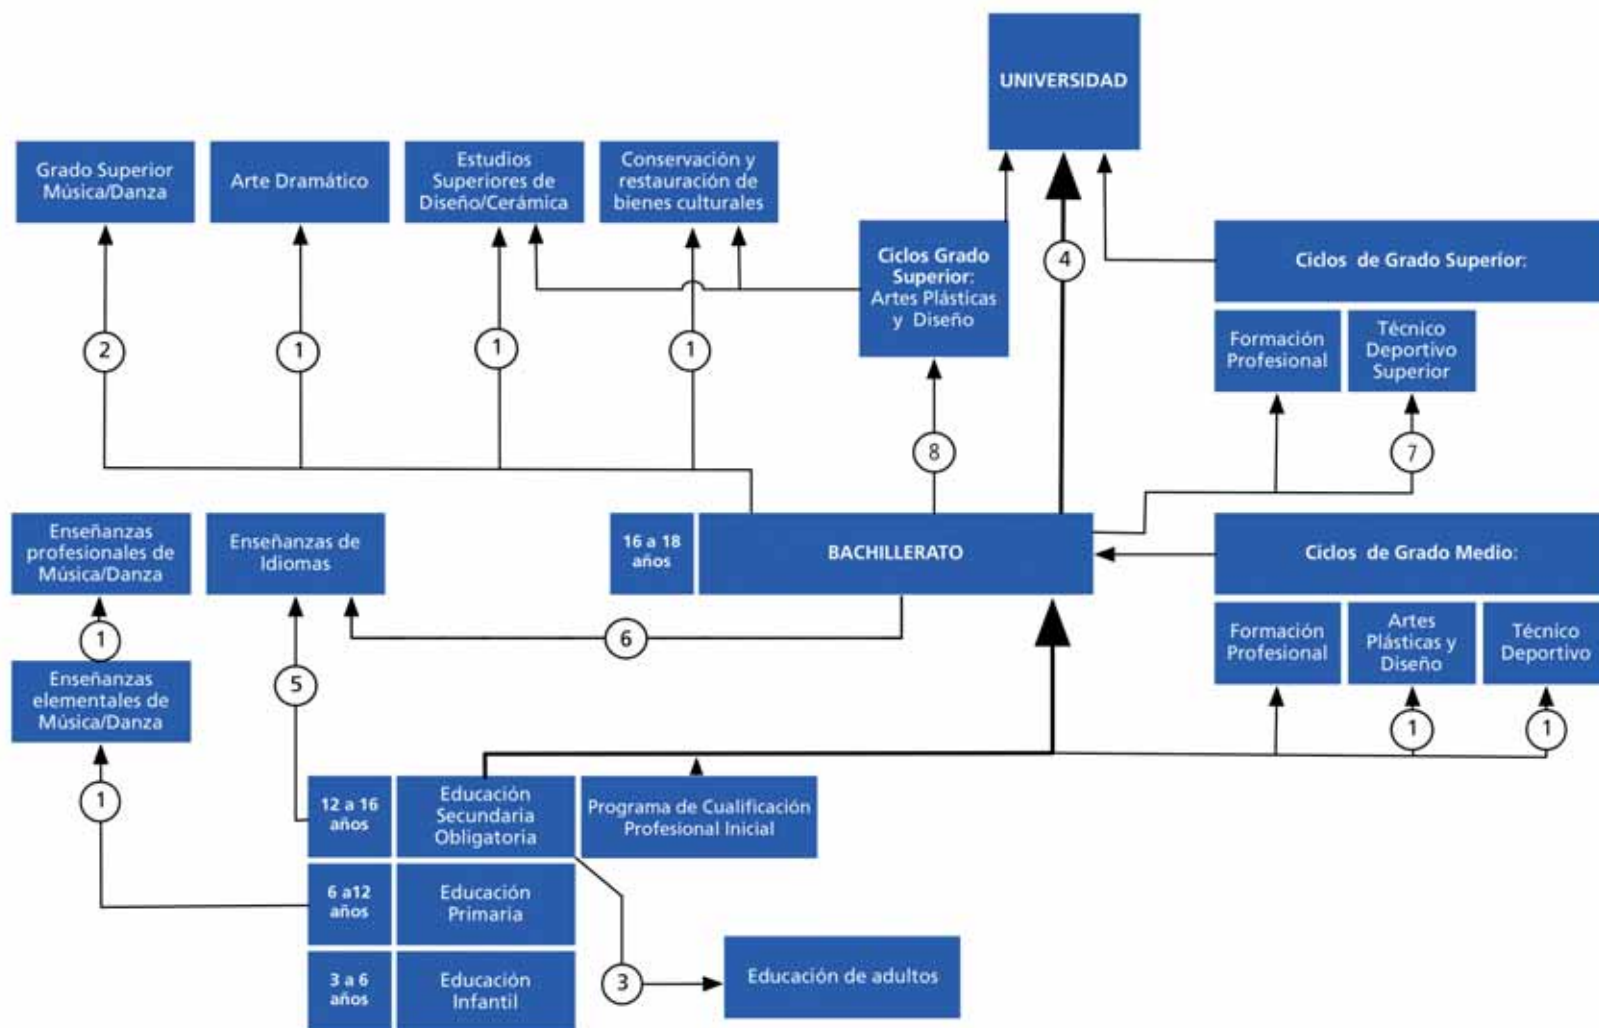 UNIVERSIDAD
Grado Superior
Música/Danza
Arte Dramático
Estudios
Superiores de
Diseño/Cerámica
Conservación y
restauración de
bienes culturales
Ciclos Grado
Superior:
Artes Plásticas
y Diseño
4
Ciclos de Grado Superior:
2
1
1
1
Formación
Profesional
Técnico
Deportivo
Superior
8
7
Enseñanzas
profesionales de
Música/Danza
Enseñanzas de
Idiomas
16 a 18
años
BACHILLERATO
Ciclos de Grado Medio:
1
6
Formación
Profesional
Artes
Plásticas y
Diseño
Técnico
Deportivo
Enseñanzas
elementales de
Música/Danza
5
1
1
1
12 a 16
años
Educación
Secundaria
Obligatoria
Programa de Cualificación
Profesional Inicial
6 a12
años
Educación
Primaria
3 a 6
años
Educación
Infantil
3
Educación de adultos